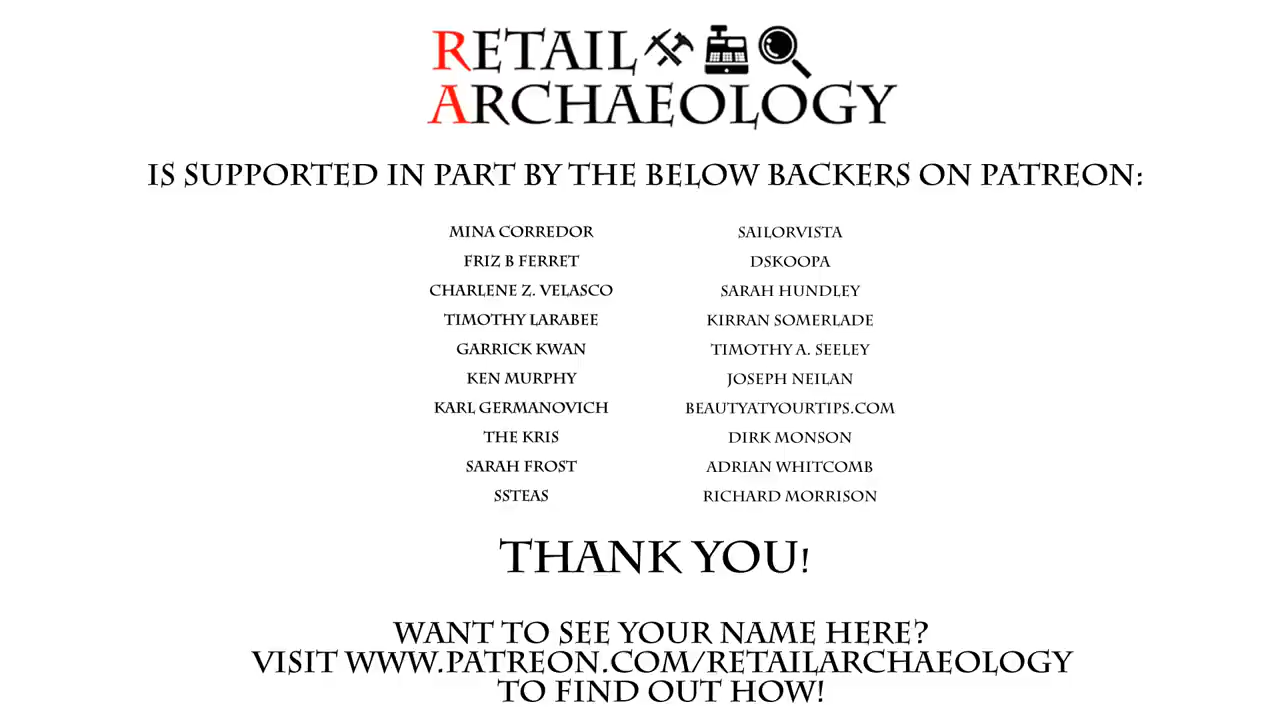 RETAIL
ARCHAEOLOGY
IS SUPPORTED IN PART BY THE BELOW BACKERS ON PATREON:
MINA CORREDOR
FRIZ B FERRET
CHARLENE Z. VELASCO
TIMOTHY LARABEE
GARRICK KWAN
KEN MURPHY
KARL GERMANOVICH
THE KRIS
SARAH FROST
SSTEAS
SAILORVISTA
DSKOOPA
SARAH HUNDLEY
KIRRAN SOMERLADE
TIMOTHY A. SEELEY
JOSEPH NEILAN
BEAUTYATYOURTIPS.COM
DIRK MONSON
ADRIAN WHITCOMB
RICHARD MORRISON
THANK YOU!
WANT TO SEE YOUR NAME HERE?
VISIT WWW.PATREON.COM/RETAILARCHAEOLOGY
TO FIND OUT HOW!